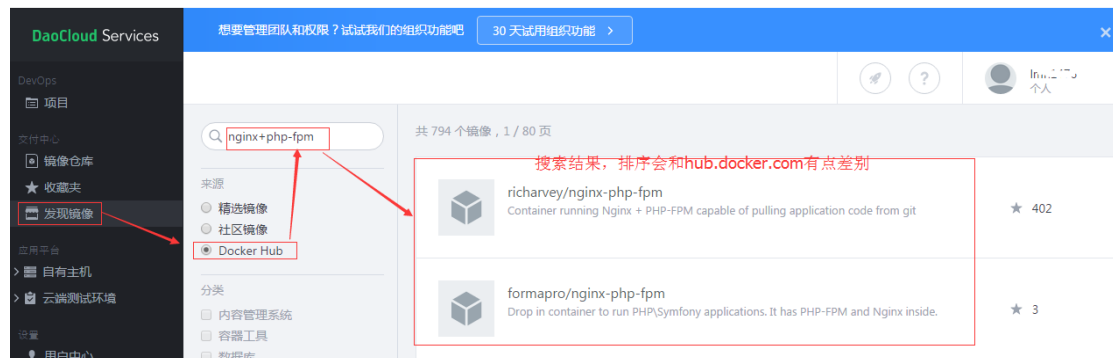 DaoCloud Services
想要管理团队和权限？试试我们的组织功能吧
30 天试用组织功能 >
×
DevOps
项目
交付中心
镜像仓库
收藏夹
发现镜像
应用平台
> 自有主机
> 云端测试环境
设置
用户中心
?
个人
nginx+php-fpm
来源
精选镜像
社区镜像
Docker Hub
分类
内容管理系统
容器工具
数据库
共 794 个镜像，1 / 80 页
搜索结果，排序会和hub.docker.com有点差别
richarvey/nginx-php-fpm
Container running Nginx + PHP-FPM capable of pulling application code from git
★ 402
formapro/nginx-php-fpm
Drop in container to run PHP\Symfony applications. It has PHP-FPM and Nginx inside.
★ 3